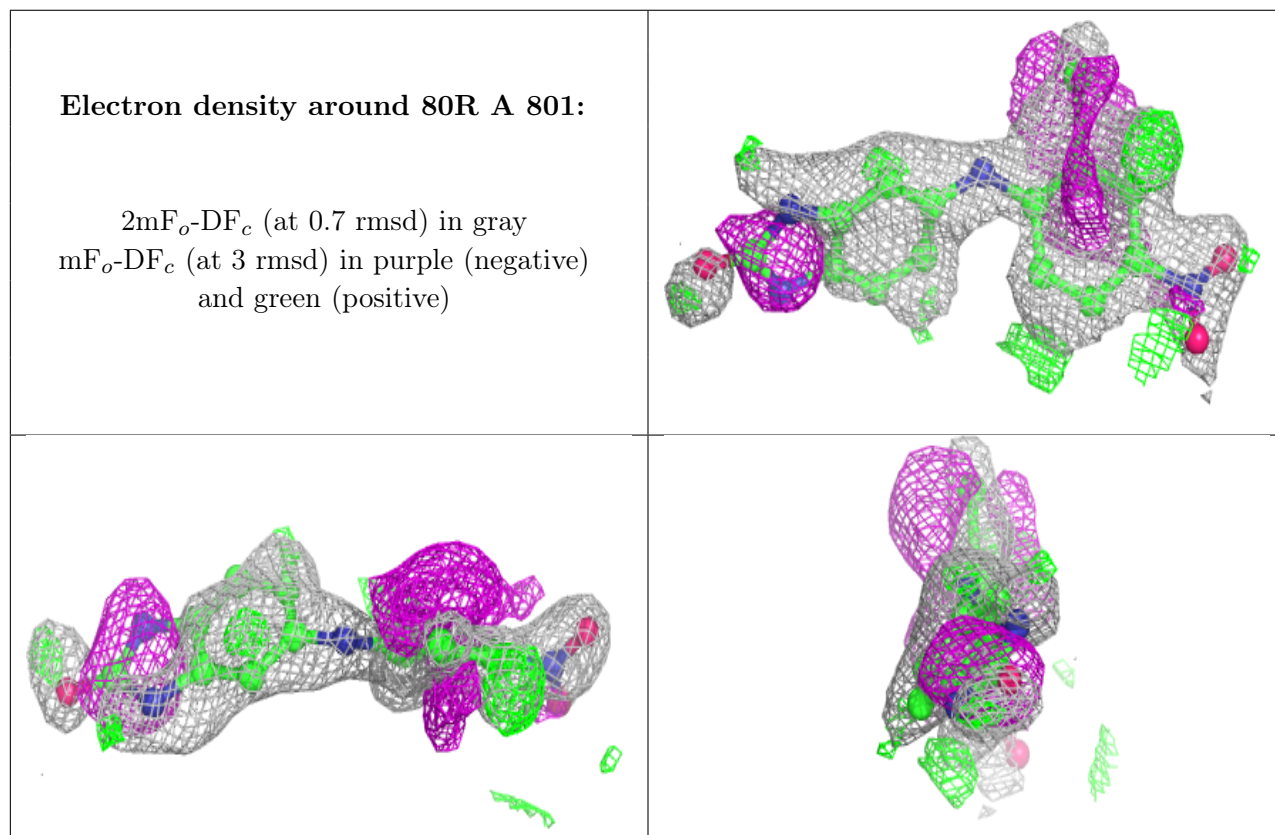 Electron density around 80R A 801:
2mFo-DFc (at 0.7 rmsd) in gray
mFo-DFc (at 3 rmsd) in purple (negative)
and green (positive)